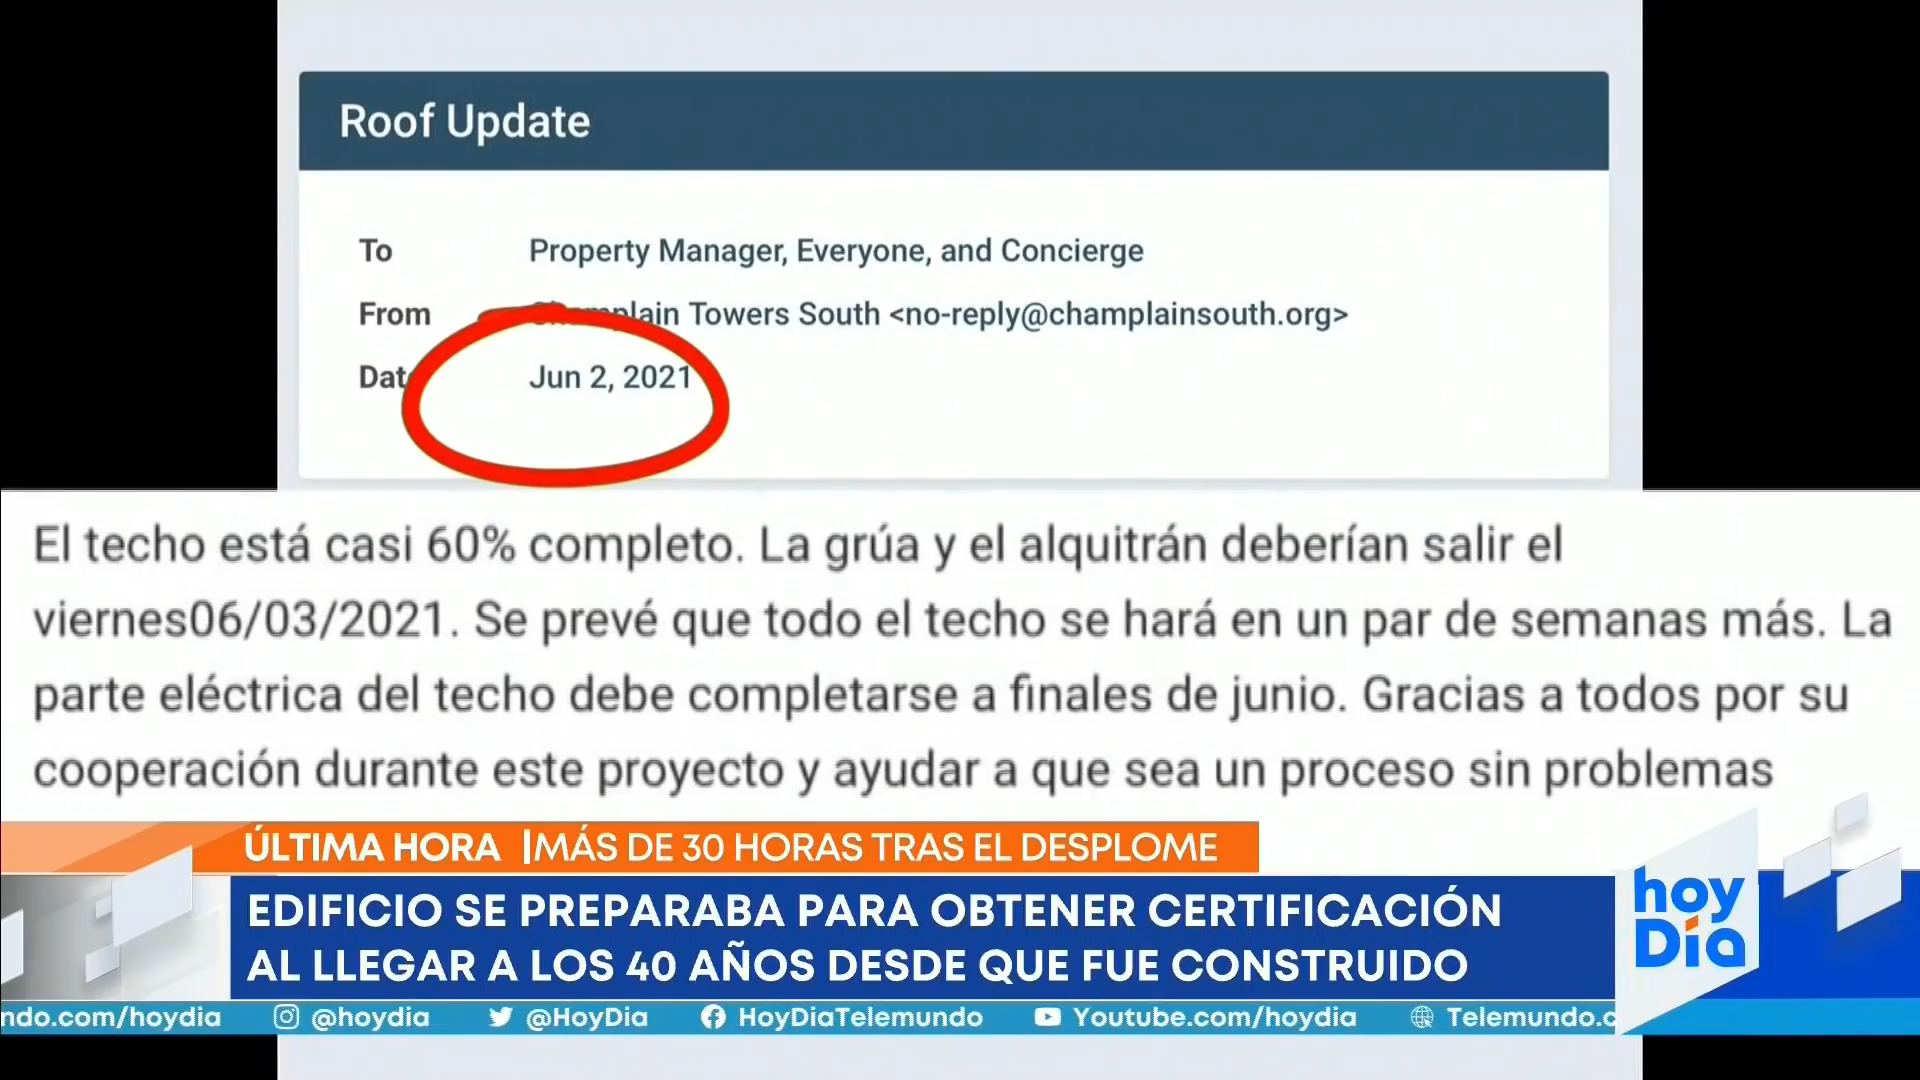 Roof Update
To Property Manager, Everyone, and Concierge
From Champlain Towers South <no-reply@champlainsouth.org>
Date Jun 2, 2021
El techo está casi 60% completo. La grúa y el alquitrán deberían salir el
viernes06/03/2021. Se prevé que todo el techo se hará en un par de semanas más. La
parte eléctrica del techo debe completarse a finales de junio. Gracias a todos por su
cooperación durante este proyecto y ayudar a que sea un proceso sin problemas
ÚLTIMA HORA |MÁS DE 30 HORAS TRAS EL DESPLOME
EDIFICIO SE PREPARABA PARA OBTENER CERTIFICACIÓN
AL LLEGAR A LOS 40 AÑOS DESDE QUE FUE CONSTRUIDO
hoy
Día
ndo.com/hoydia @hoydia @HoyDia HoyDiaTelemundo Youtube.com/hoydia Telemundo.c